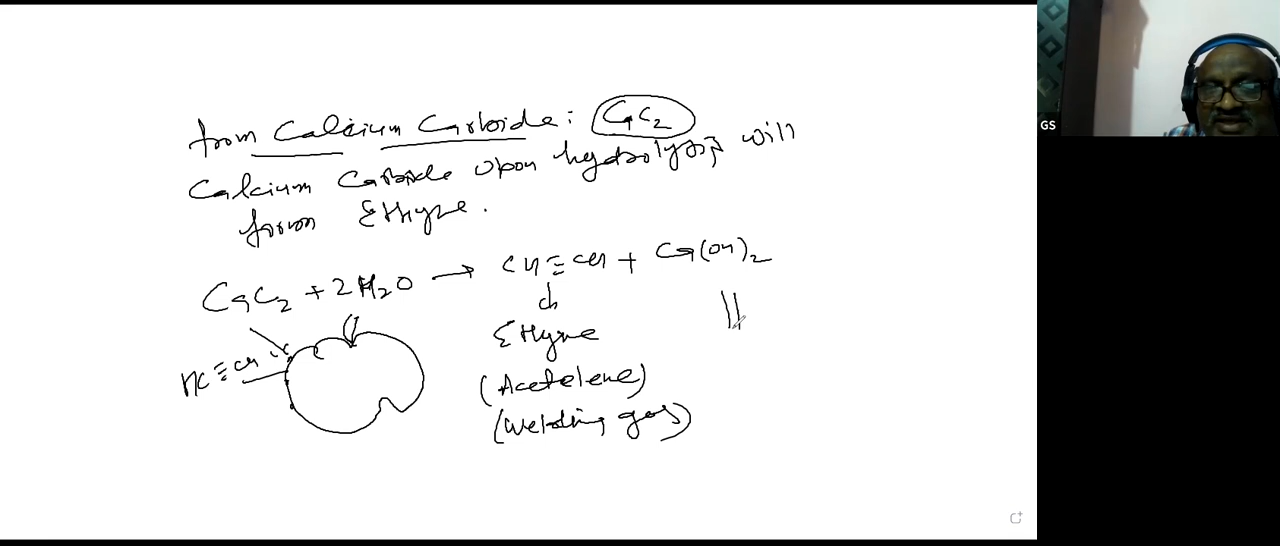 from Calcium Carbide: CaC2
Calcium Carbide upon hydrolysis will
form Ethyne.
CaC2 + 2H2O → CH≡CH + Ca(OH)2
Ethyne
HC≡CH
(Acetelene)
(Welding gas)
GS